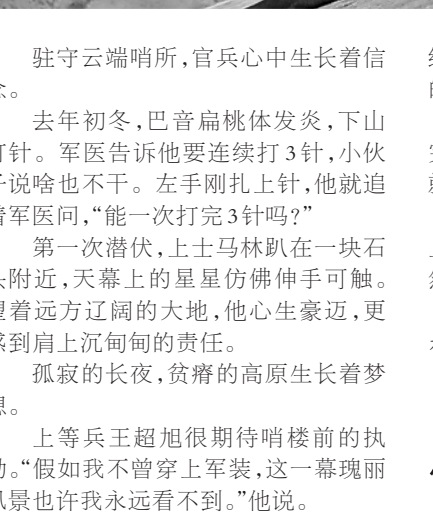 驻守云端哨所，官兵心中生长着信
念。
去年初冬，巴音扁桃体发炎，下山
打针。军医告诉他要连续打3针，小伙
子说啥也不干。左手刚扎上针，他就追
着军医问，“能一次打完3针吗？”
第一次潜伏，上士马林趴在一块石
头附近，天幕上的星星仿佛伸手可触。
望着远方辽阔的大地，他心生豪迈，更
感到肩上沉甸甸的责任。
孤寂的长夜，贫瘠的高原生长着梦
想。
上等兵王超旭很期待哨楼前的执
勤。“假如我不曾穿上军装，这一幕瑰丽
风景也许我永远看不到。”他说。